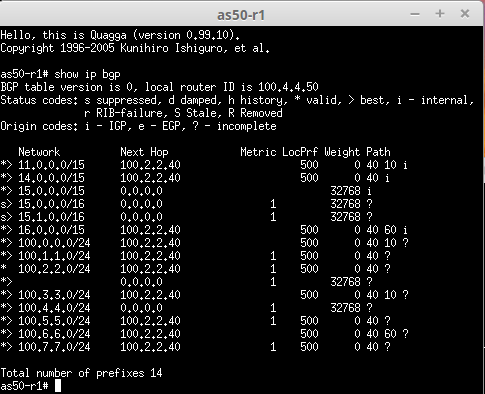 as50-r1
Hello, this is Quagga (version 0.99.10).
Copyright 1996-2005 Kunihiro Ishiguro, et al.
as50-r1# show ip bgp
BGP table version is 0, local router ID is 100.4.4.50
Status codes: s suppressed, d damped, h history, * valid, > best, i - internal,
              r RIB-failure, S Stale, R Removed
Origin codes: i - IGP, e - EGP, ? - incomplete
   Network          Next Hop            Metric LocPrf Weight Path
*> 11.0.0.0/15      100.2.2.40                    500      0 40 10 i
*> 14.0.0.0/15      100.2.2.40                    500      0 40 i
*> 15.0.0.0/15      0.0.0.0                            32768 i
s> 15.0.0.0/16      0.0.0.0                  1         32768 ?
s> 15.1.0.0/16      0.0.0.0                  1         32768 ?
*> 16.0.0.0/15      100.2.2.40                    500      0 40 60 i
*> 100.0.0.0/24     100.2.2.40                    500      0 40 10 ?
*> 100.1.1.0/24     100.2.2.40               1    500      0 40 ?
*  100.2.2.0/24     100.2.2.40               1    500      0 40 ?
*>                  0.0.0.0                  1         32768 ?
*> 100.3.3.0/24     100.2.2.40                    500      0 40 10 ?
*> 100.4.4.0/24     0.0.0.0                  1         32768 ?
*> 100.5.5.0/24     100.2.2.40               1    500      0 40 ?
*> 100.6.6.0/24     100.2.2.40                    500      0 40 60 ?
*> 100.7.7.0/24     100.2.2.40               1    500      0 40 ?
Total number of prefixes 14
as50-r1#